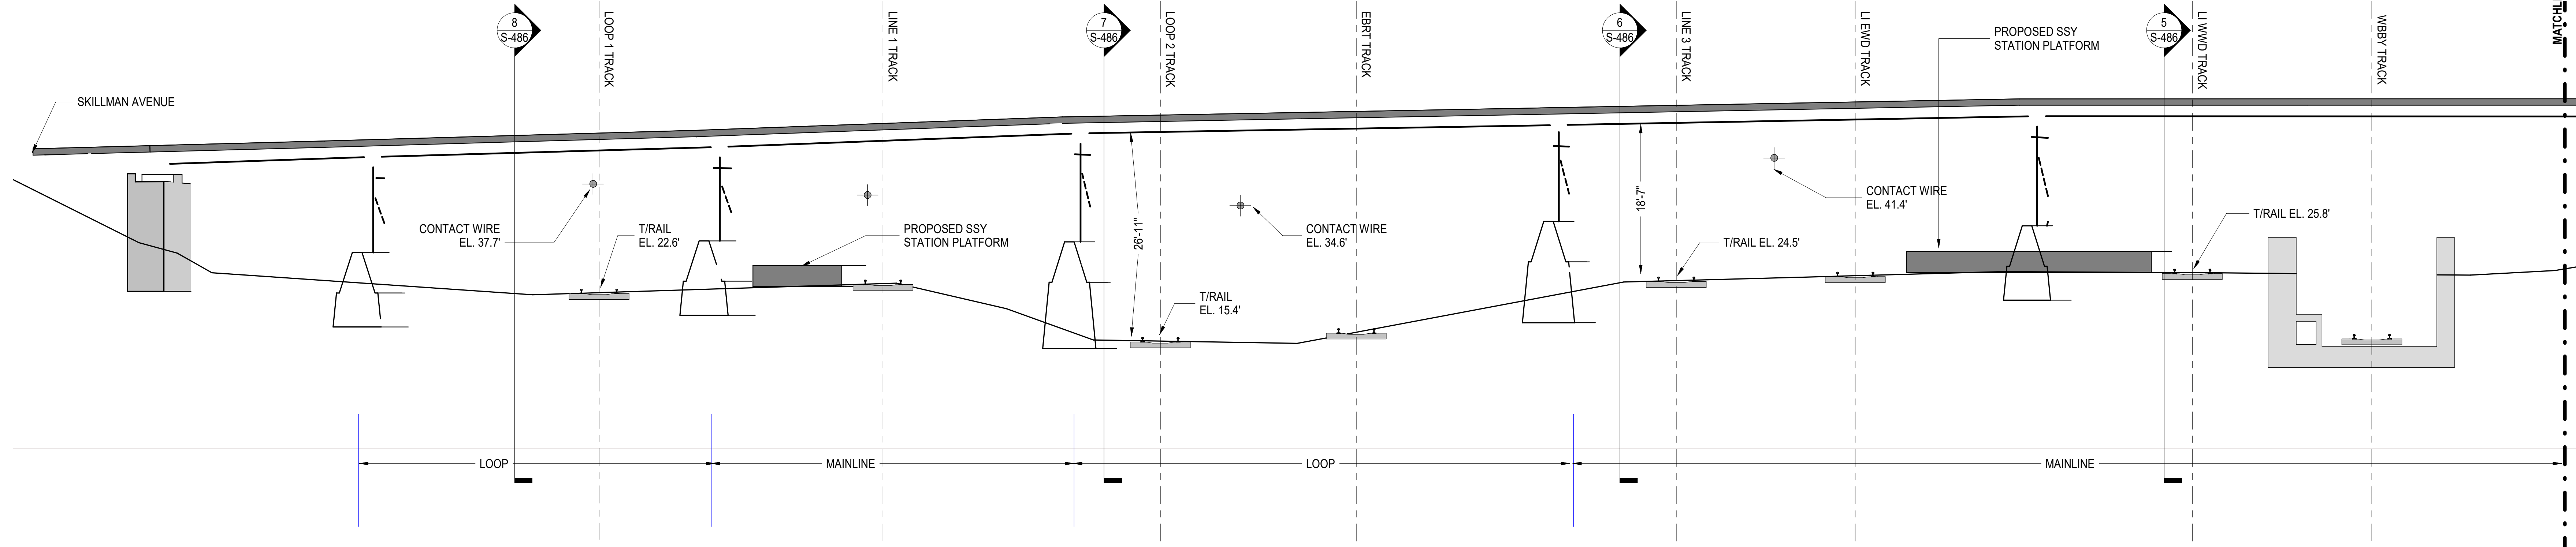 8
S-486
LOOP 1 TRACK
LINE 1 TRACK
7
S-486
LOOP 2 TRACK
EBRT TRACK
6
S-486
LINE 3 TRACK
LI EWD TRACK
PROPOSED SSY
STATION PLATFORM
5
S-486
LI WWD TRACK
WBBY TRACK
SKILLMAN AVENUE
CONTACT WIRE
EL. 37.7'
T/RAIL
EL. 22.6'
PROPOSED SSY
STATION PLATFORM
26'-11"
CONTACT WIRE
EL. 34.6'
T/RAIL
EL. 15.4'
18'-7"
CONTACT WIRE
EL. 41.4'
T/RAIL EL. 24.5'
T/RAIL EL. 25.8'
LOOP
MAINLINE
LOOP
MAINLINE